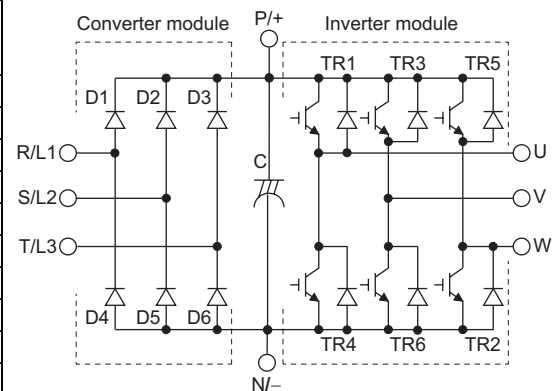 Converter module P/+ Inverter module
TR1 TR3 TR5
D1 D2 D3
R/L1 U
C
S/L2 V
T/L3 W
D4 D5 D6 TR4 TR6 TR2
N/−